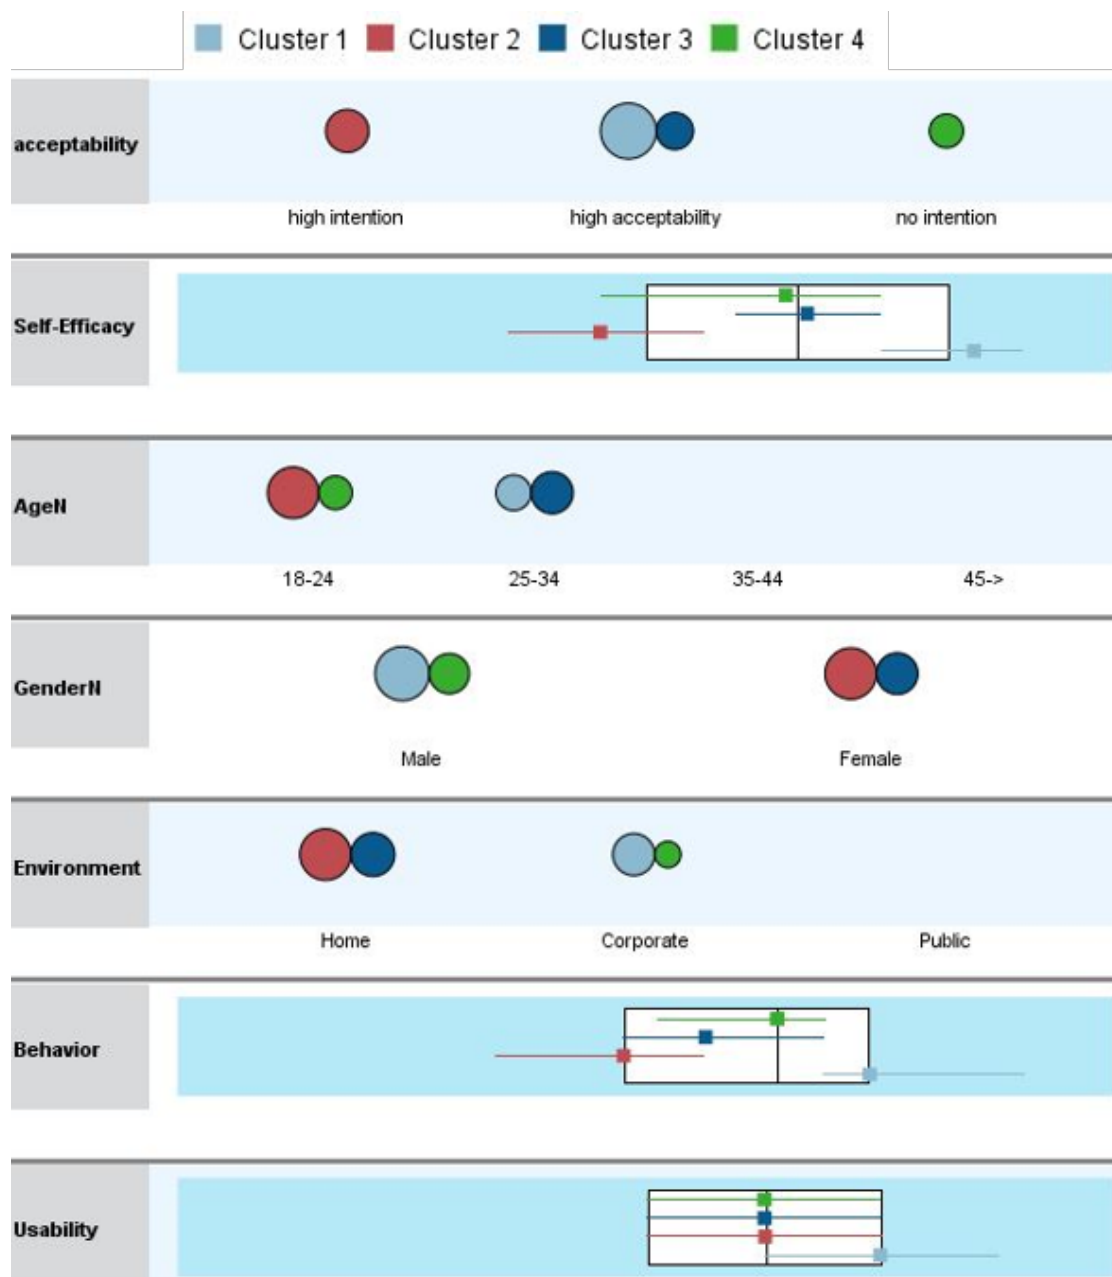 Cluster 1 Cluster 2 Cluster 3 Cluster 4
acceptability
high intention high acceptability no intention
Self-Efficacy
AgeN
18-24 25-34 35-44 45->
GenderN
Male Female
Environment
Home Corporate Public
Behavior
Usability